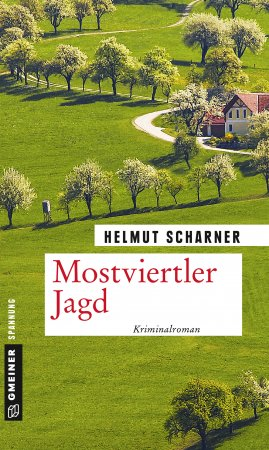 HELMUT SCHARNER
Mostviertler
Jagd
Kriminalroman
GMEINER SPANNUNG